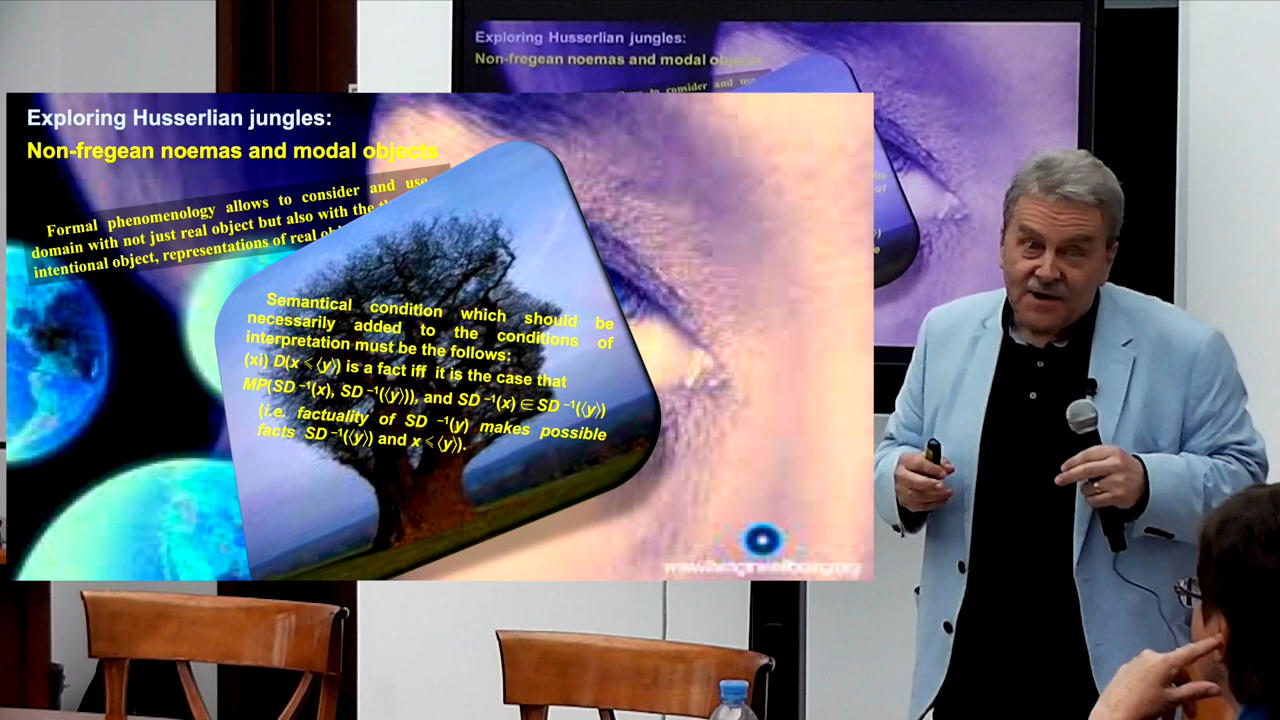 Exploring Husserlian jungles:
Non-fregean noemas and modal objects
to consider and
Exploring Husserlian jungles:
Non-fregean noemas and modal objects
Formal phenomenology allows to consider and use
domain with not just real object but also with the
intentional object, representations of real
Semantical condition which should be
necessarily added to the conditions of
interpretation must be the follows:
(xi) D(x ⩽ ⟨y⟩) is a fact iff it is the case that
MP(SD⁻¹(x), SD⁻¹(⟨y⟩)), and SD⁻¹(x) ∈ SD⁻¹(⟨y⟩)
(i.e. factuality of SD⁻¹(y) makes possible
facts SD⁻¹(⟨y⟩) and x ⩽ ⟨y⟩).